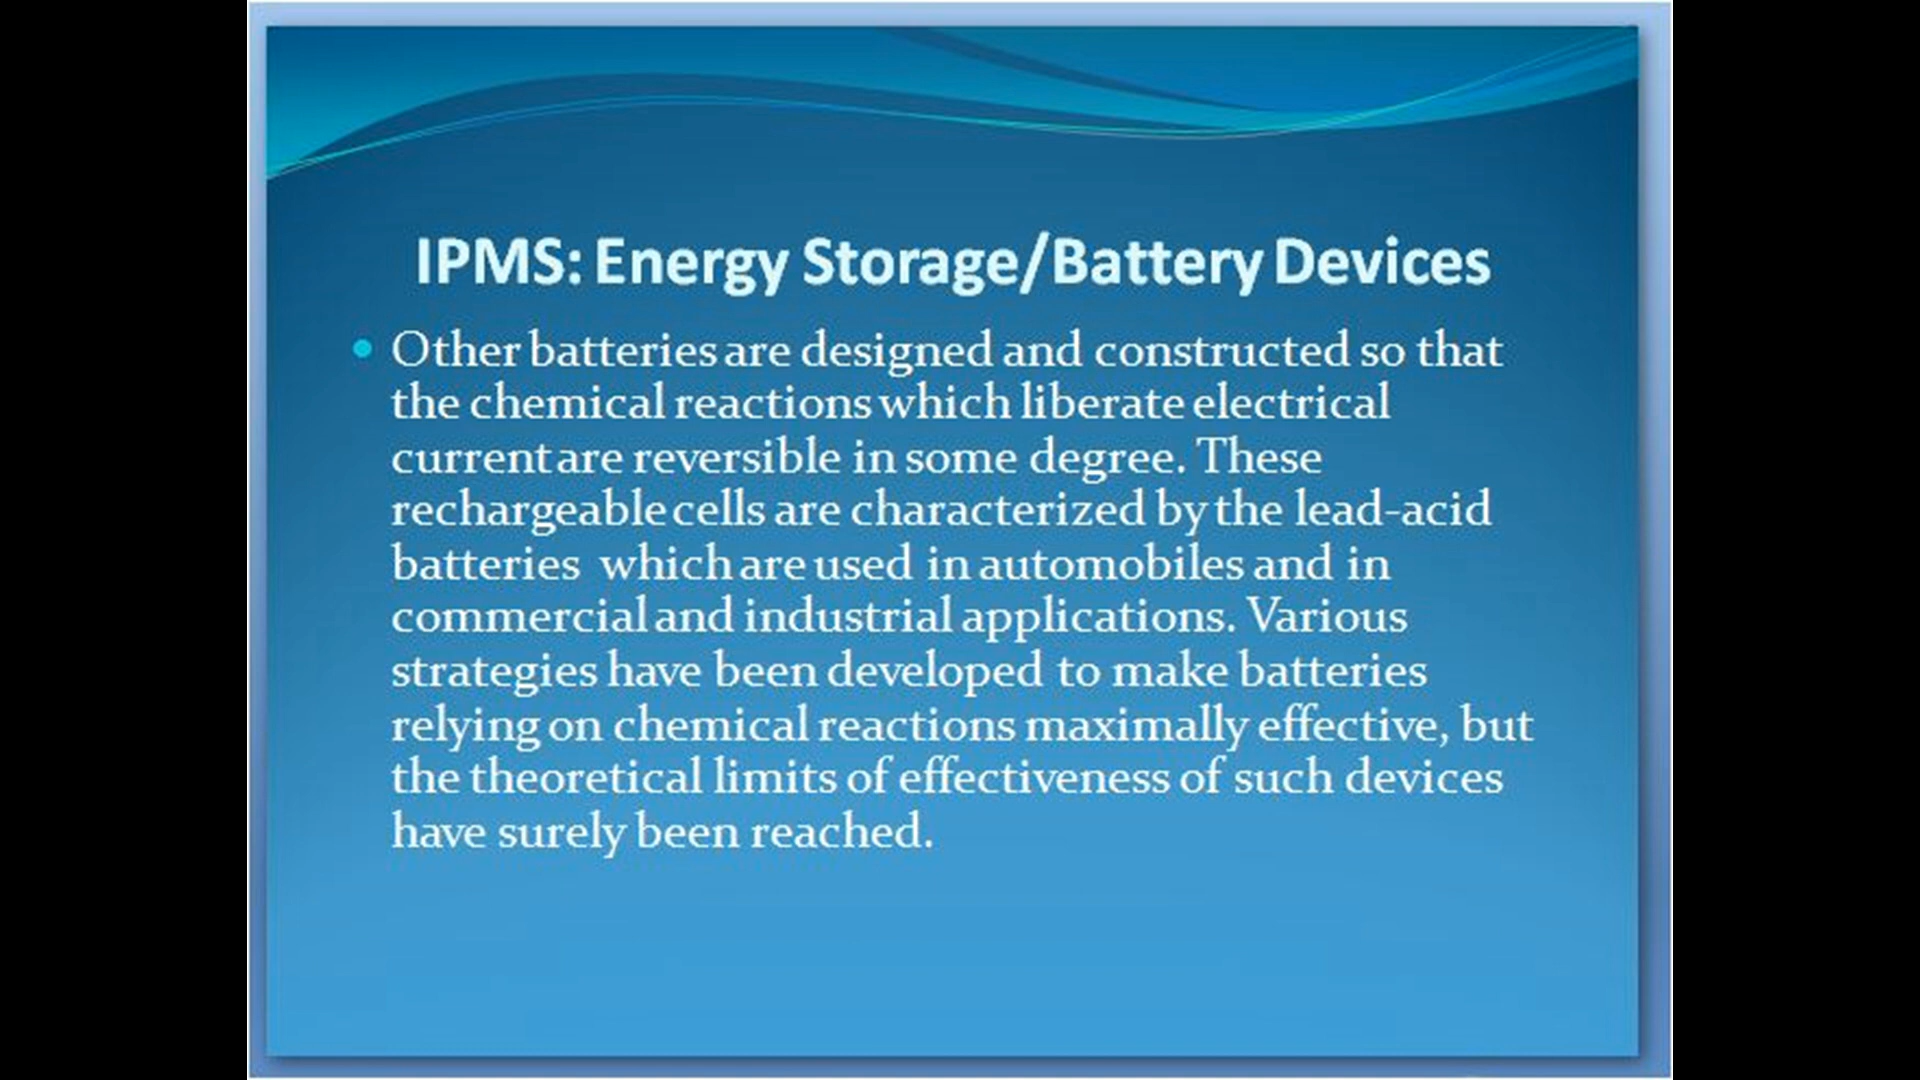 IPMS: Energy Storage/Battery Devices
• Other batteries are designed and constructed so that
the chemical reactions which liberate electrical
current are reversible in some degree. These
rechargeable cells are characterized by the lead-acid
batteries which are used in automobiles and in
commercial and industrial applications. Various
strategies have been developed to make batteries
relying on chemical reactions maximally effective, but
the theoretical limits of effectiveness of such devices
have surely been reached.